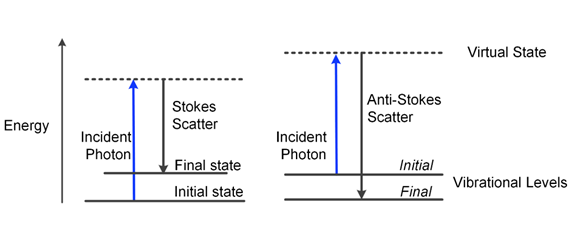 Energy
Incident
Photon
Stokes
Scatter
Final state
Initial state
Incident
Photon
Anti-Stokes
Scatter
Virtual State
Initial
Final
Vibrational Levels